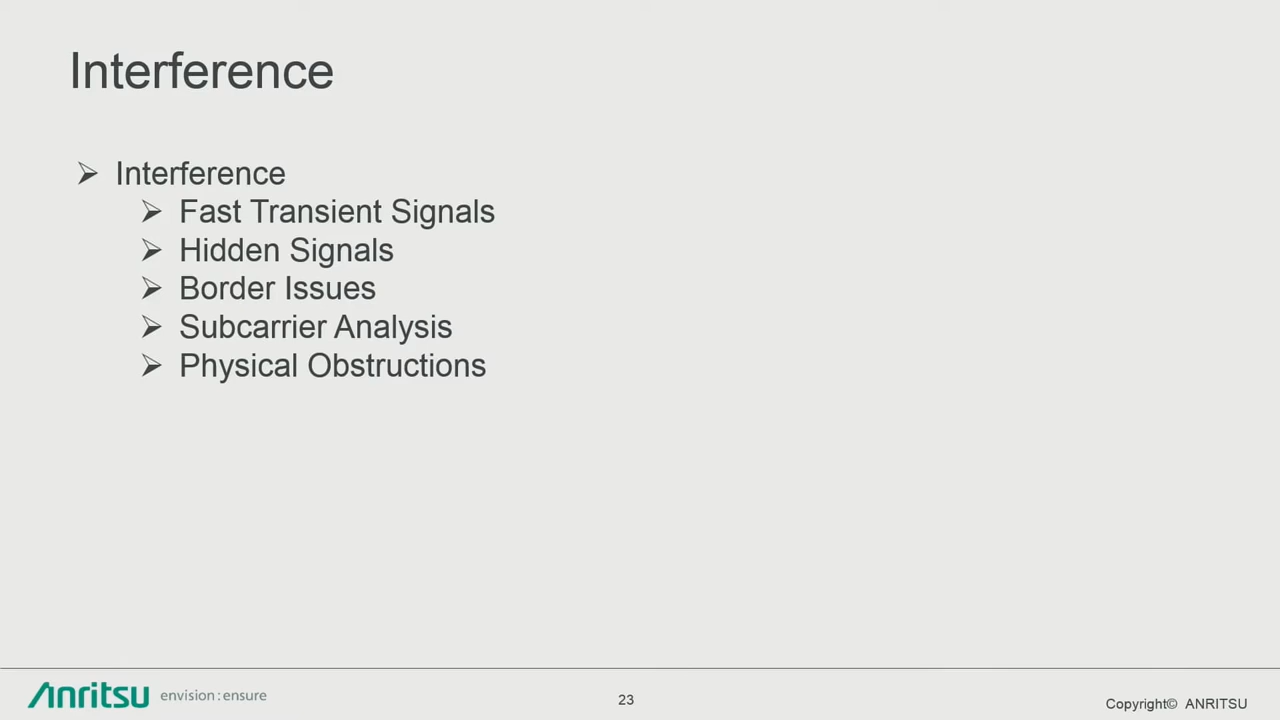 Interference
➢ Interference
➢ Fast Transient Signals
➢ Hidden Signals
➢ Border Issues
➢ Subcarrier Analysis
➢ Physical Obstructions
Anritsu envision : ensure
23
Copyright© ANRITSU